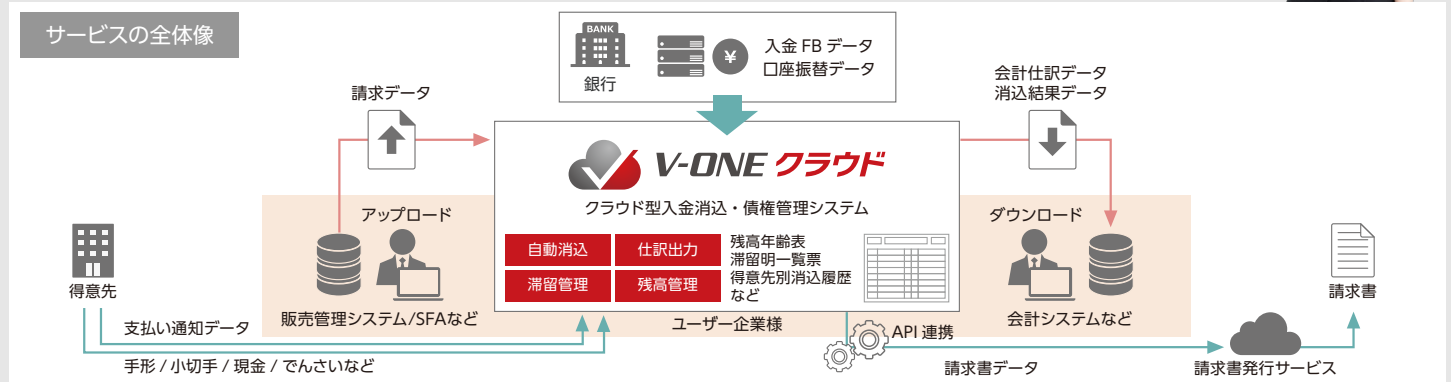 サービスの全体像
BANK
銀行
¥
入金 FB データ
口座振替データ
請求データ
会計仕訳データ
消込結果データ
V-ONE クラウド
クラウド型入金消込・債権管理システム
アップロード
ダウンロード
自動消込
仕訳出力
滞留管理
残高管理
残高年齢表
滞留明一覧票
得意先別消込履歴
など
得意先
販売管理システム/SFAなど
ユーザー企業様
会計システムなど
請求書
支払い通知データ
手形 / 小切手 / 現金 / でんさいなど
API 連携
請求書データ
請求書発行サービス